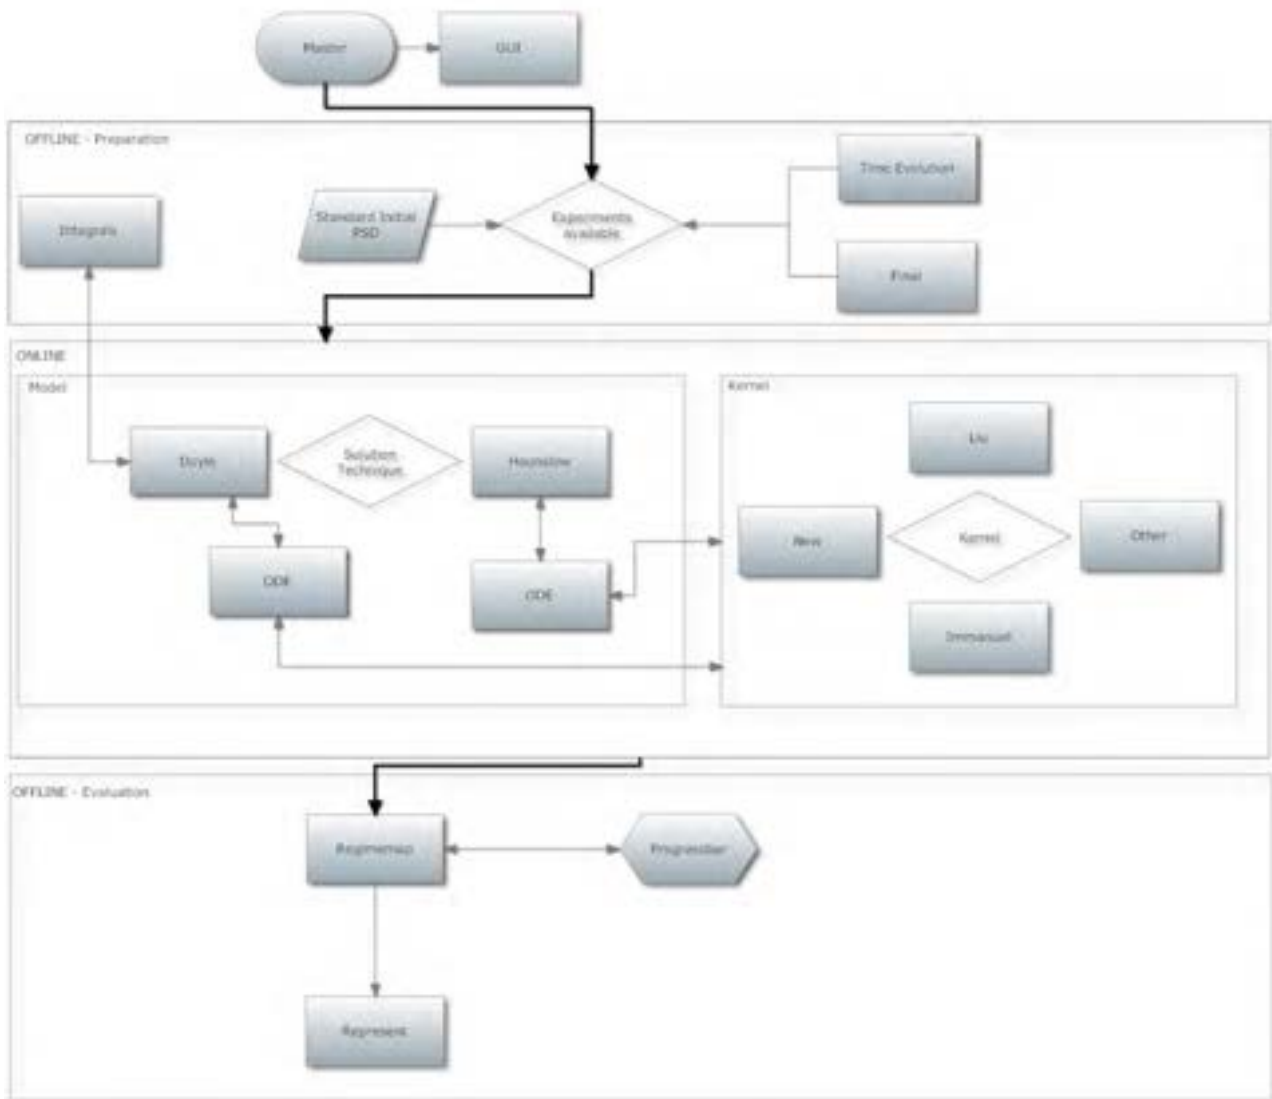 Master
GUI
OFFLINE - Preparation
Time Evolution
Integrals
Standard Initial
PSD
Experiments
available
Final
ONLINE
Model
Kernel
Liu
Doyle
Solution
Technique
Hounslow
New
Kernel
Other
ODE
ODE
Immanuel
OFFLINE - Evaluation
Regimemap
Progressbar
Represent